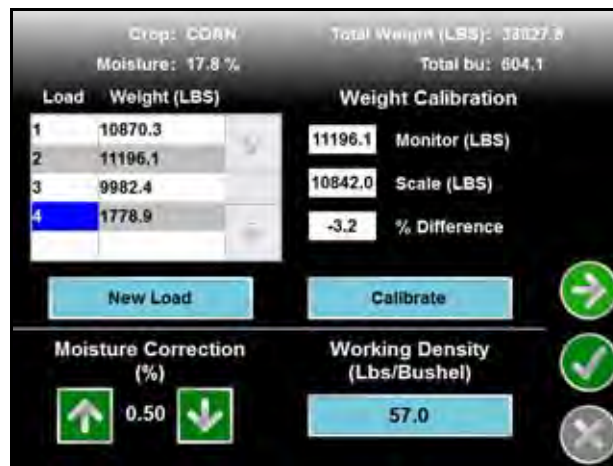 Crop: CORN
Total Weight (LBS): 33827.8
Moisture: 17.8 %
Total bu: 604.1
Load Weight (LBS)
Weight Calibration
1 10870.3
2 11196.1
3 9982.4
4 1778.9
11196.1 Monitor (LBS)
10842.0 Scale (LBS)
-3.2 % Difference
New Load
Calibrate
Moisture Correction
(%)
0.50
Working Density
(Lbs/Bushel)
57.0